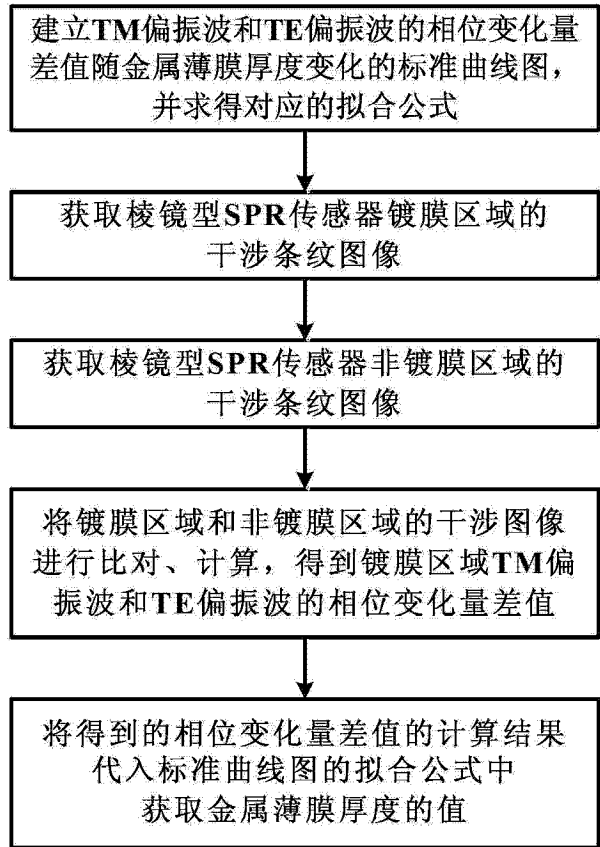 建立TM偏振波和TE偏振波的相位变化量
差值随金属薄膜厚度变化的标准曲线图，
并求得对应的拟合公式
获取棱镜型SPR传感器镀膜区域的
干涉条纹图像
获取棱镜型SPR传感器非镀膜区域的
干涉条纹图像
将镀膜区域和非镀膜区域的干涉图像
进行比对、计算，得到镀膜区域TM偏
振波和TE偏振波的相位变化量差值
将得到的相位变化量差值的计算结果
代入标准曲线图的拟合公式中
获取金属薄膜厚度的值